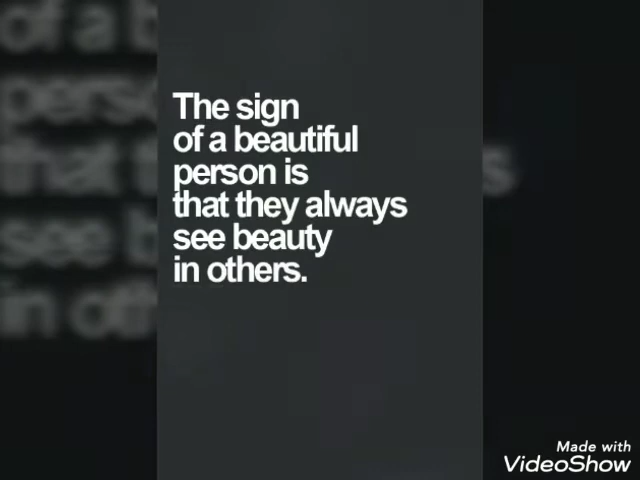 The sign
of a beautiful
person is
that they always
see beauty
in others.
Made with
VideoShow